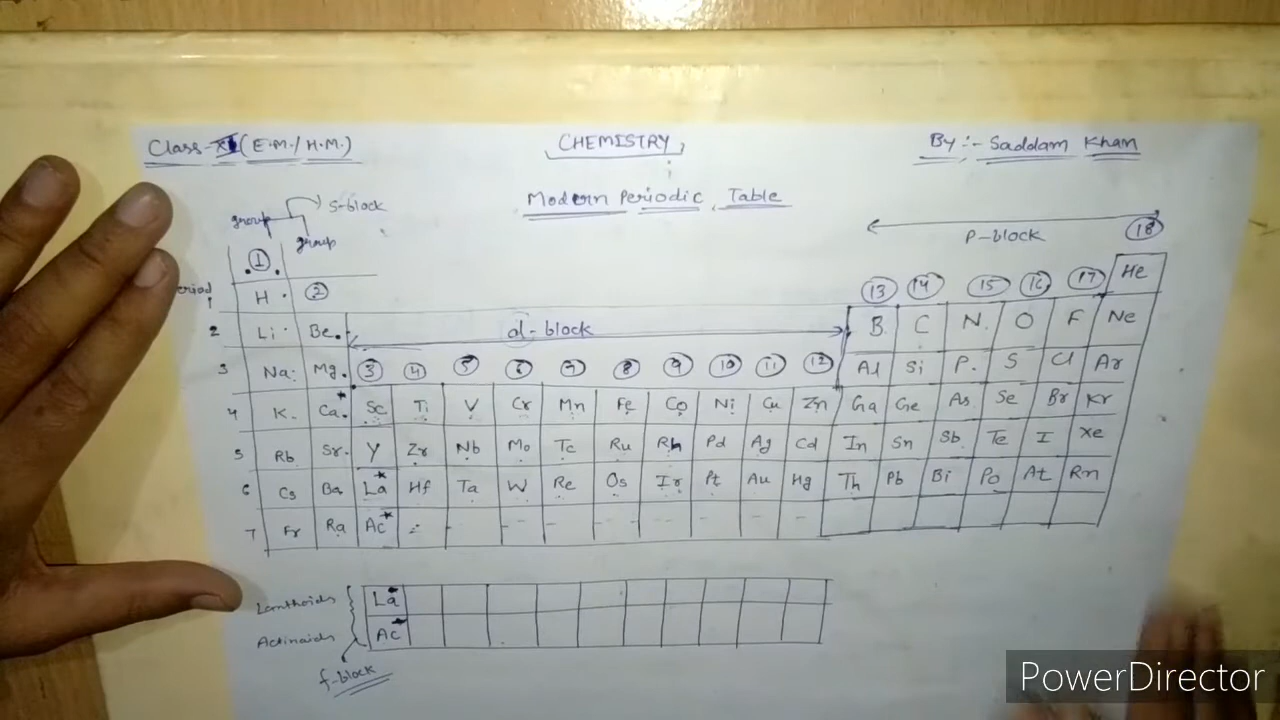 Class-XI (E.M./H.M.) CHEMISTRY By :- Saddam Khan
Modern Periodic Table
group S-block
group
P-block
1 18
Period 1 H 2 13 14 15 16 17 He
2 Li Be d-block B C N O F Ne
3 Na Mg 3 4 5 6 7 8 9 10 11 12 Al Si P S Cl Ar
4 K Ca* Sc Ti V Cr Mn Fe Co Ni Cu Zn Ga Ge As Se Br Kr
5 Rb Sr Y Zr Nb Mo Tc Ru Rh Pd Ag Cd In Sn Sb Te I Xe
6 Cs Ba La* Hf Ta W Re Os Ir Pt Au Hg Th Pb Bi Po At Rn
7 Fr Ra Ac*
Lanthoids La*
Actinaids Ac*
f-block
PowerDirector